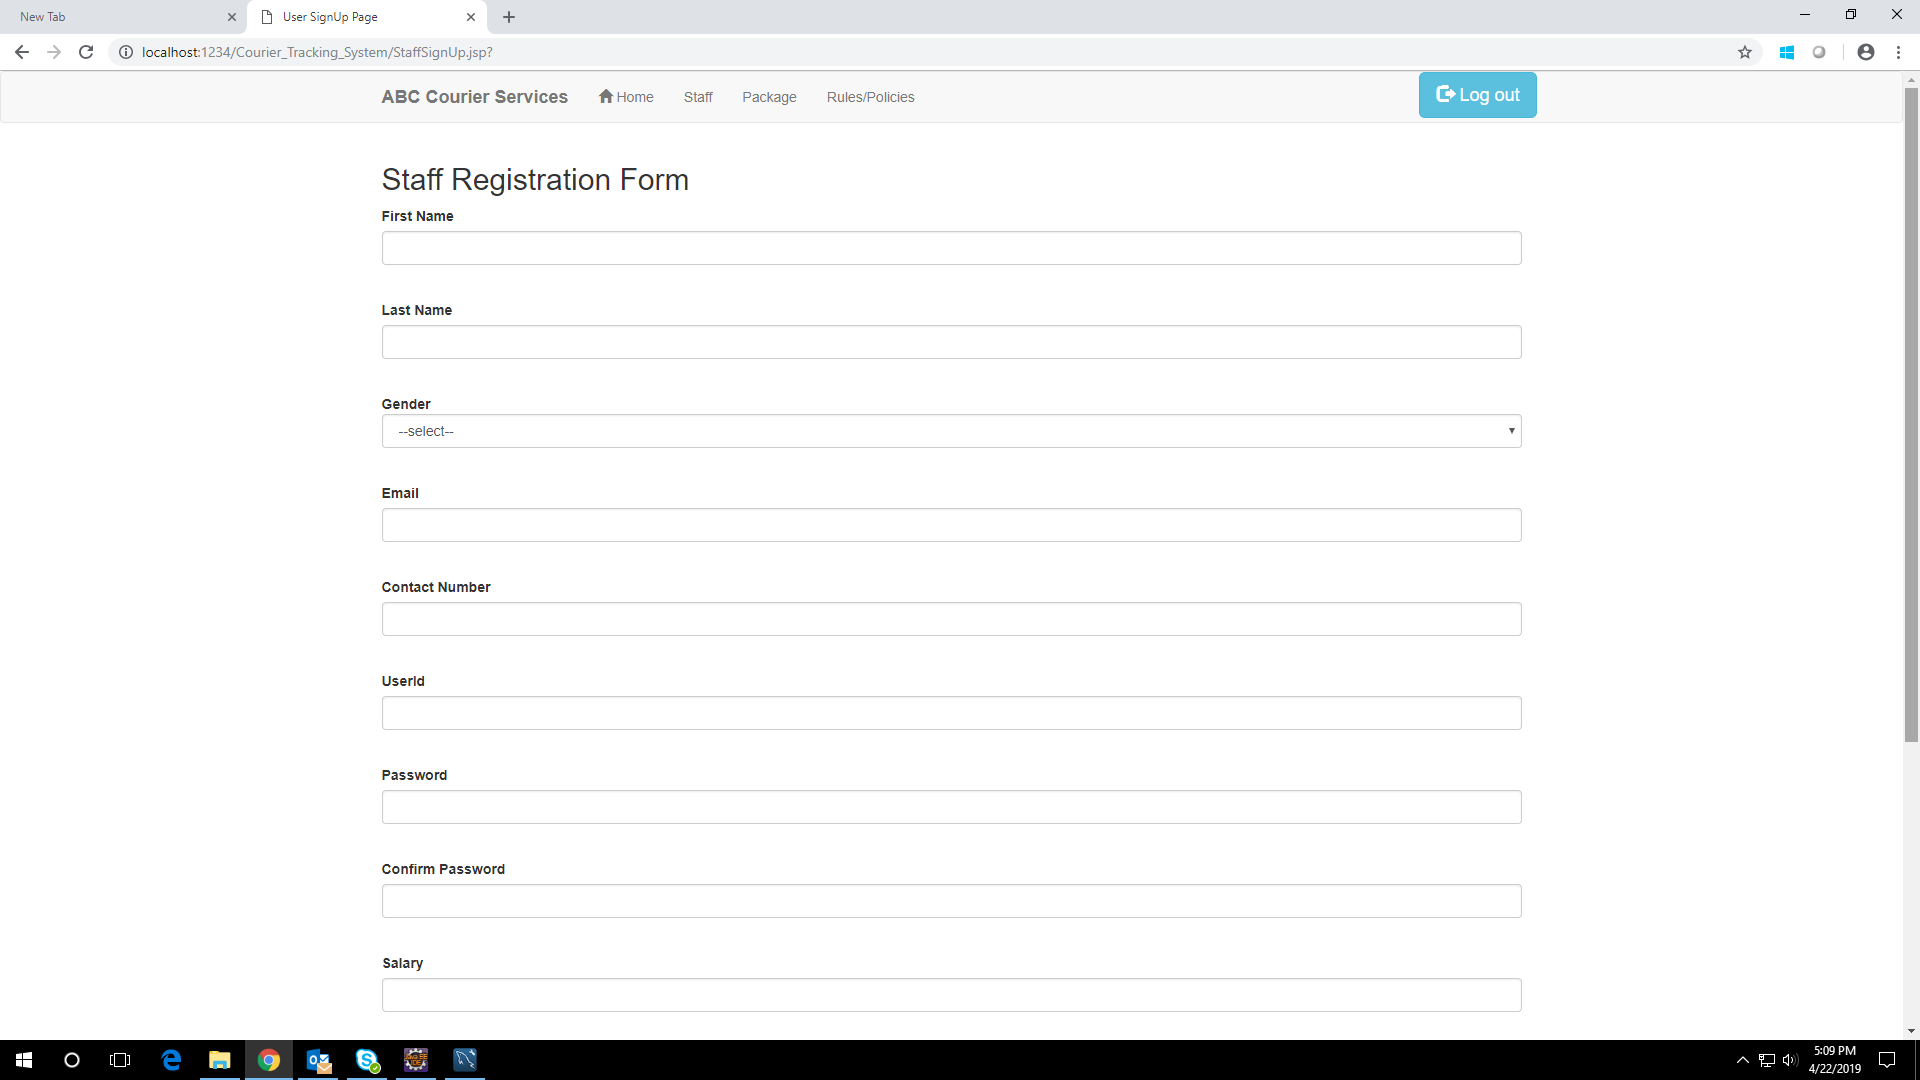 New Tab
User SignUp Page
localhost:1234/Courier_Tracking_System/StaffSignUp.jsp?
ABC Courier Services Home Staff Package Rules/Policies Log out
Staff Registration Form
First Name
Last Name
Gender
--select--
Email
Contact Number
UserId
Password
Confirm Password
Salary
5:09 PM
4/22/2019